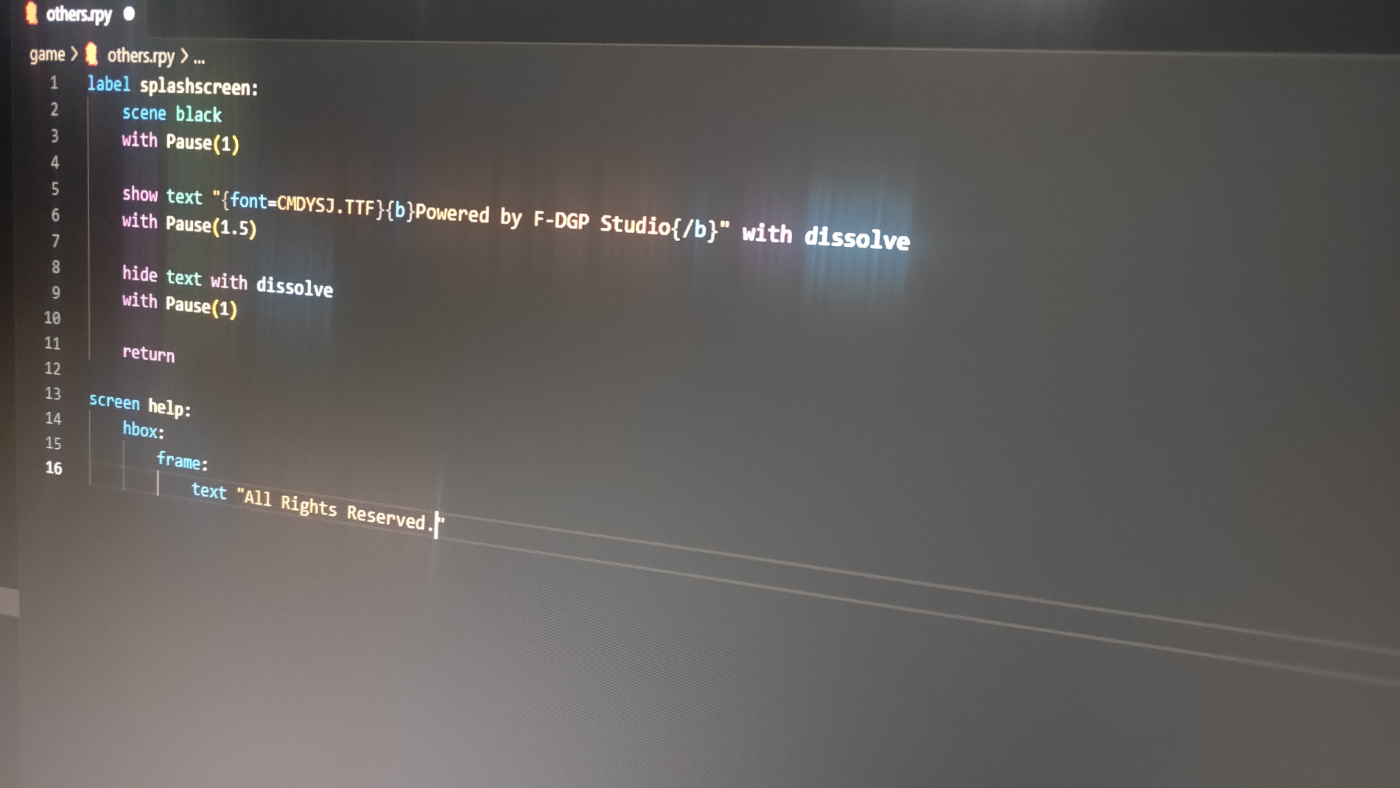 others.rpy
game > others.rpy > ...
1 label splashscreen:
2 scene black
3 with Pause(1)
4
5 show text "{font=CMDYSJ.TTF}{b}Powered by F-DGP Studio{/b}" with dissolve
6 with Pause(1.5)
7
8 hide text with dissolve
9 with Pause(1)
10
11 return
12
13 screen help:
14 hbox:
15 frame:
16 text "All Rights Reserved."